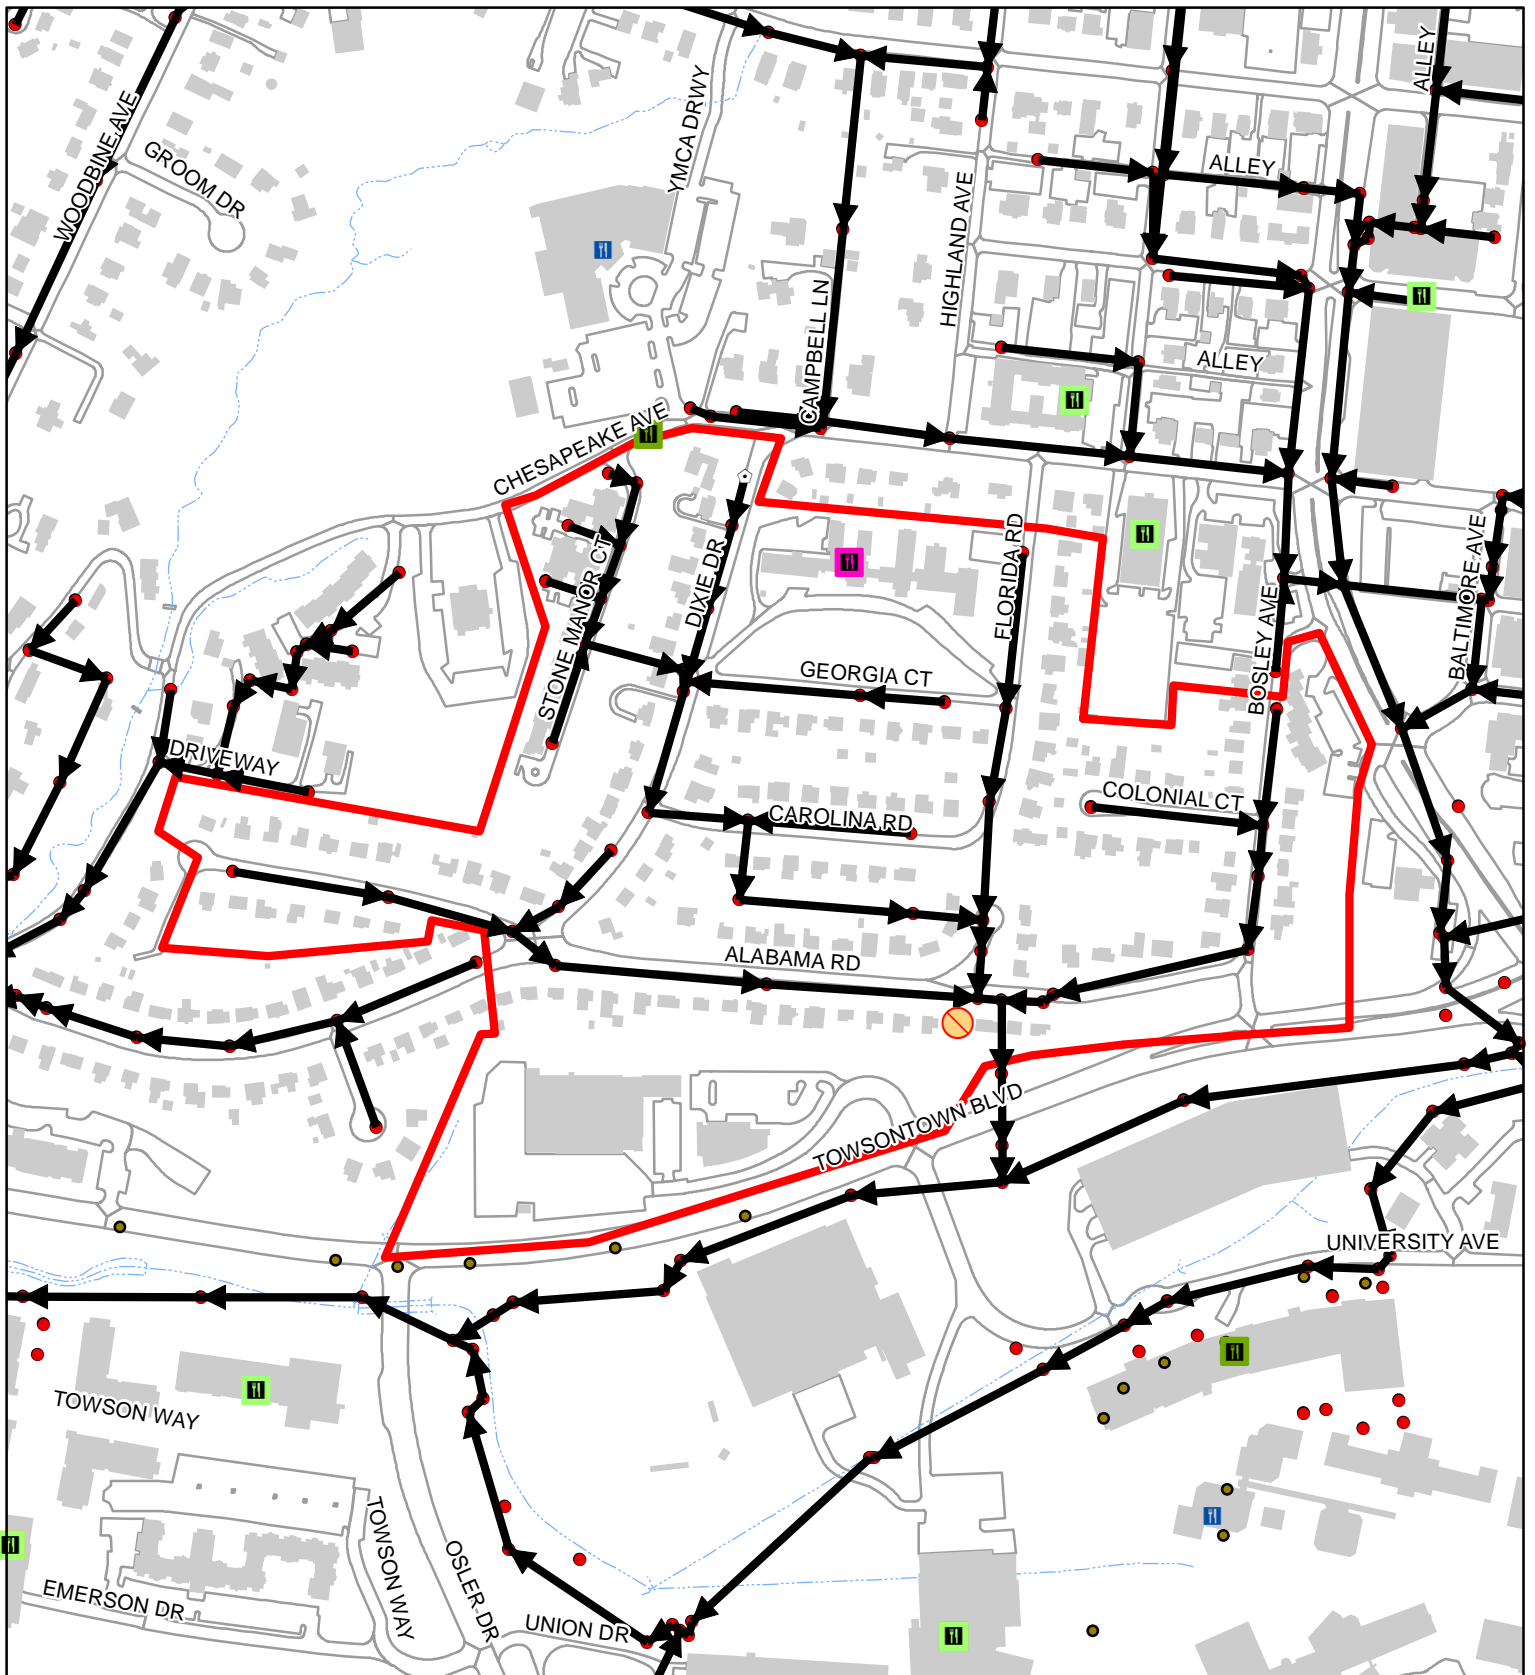 ALLEY
WOODBINE AVE
GROOM DR
YMCA DRWY
ALLEY
HIGHLAND AVE
CAMPBELL LN
ALLEY
CHESAPEAKE AVE
STONE MANOR CT
DIXIE DR
FLORIDA RD
BALTIMORE AVE
BOSLEY AVE
GEORGIA CT
DRIVEWAY
COLONIAL CT
CAROLINA RD
ALABAMA RD
TOWSONTOWN BLVD
UNIVERSITY AVE
TOWSON WAY
TOWSON WAY
OSLER DR
EMERSON DR
UNION DR